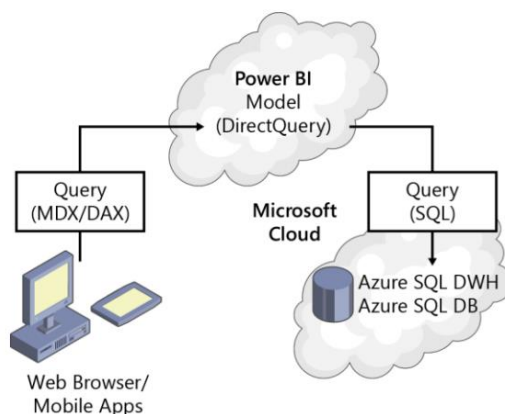 Power BI
Model
(DirectQuery)
Query
(MDX/DAX)
Query
(SQL)
Microsoft
Cloud
Azure SQL DWH
Azure SQL DB
Web Browser/
Mobile Apps